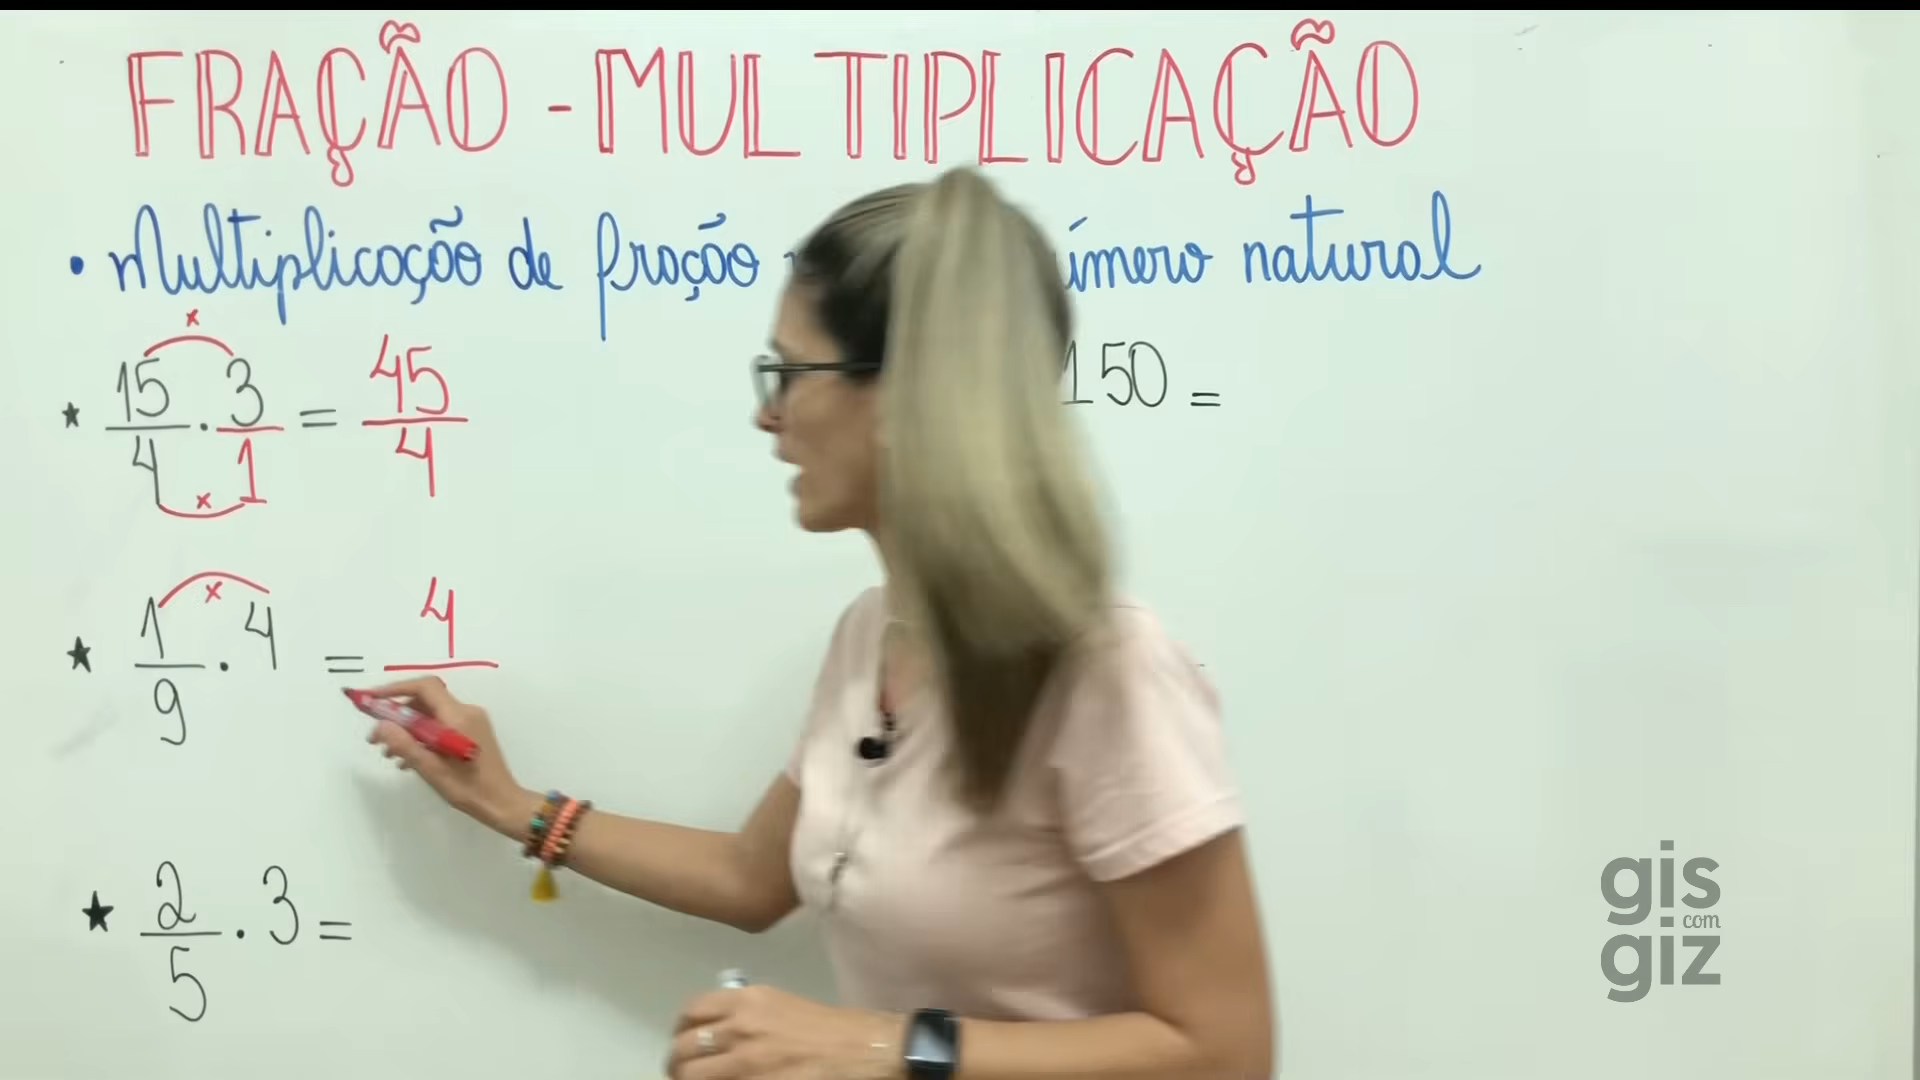 FRAÇÃO - MULTIPLICAÇÃO
• Multiplicação de fração úmero natural
★ 15/4 . 3/1 = 45/4
x
x
150 =
★ 1/9 . 4 = 4
x
★ 2/5 . 3 =
gis
com
giz